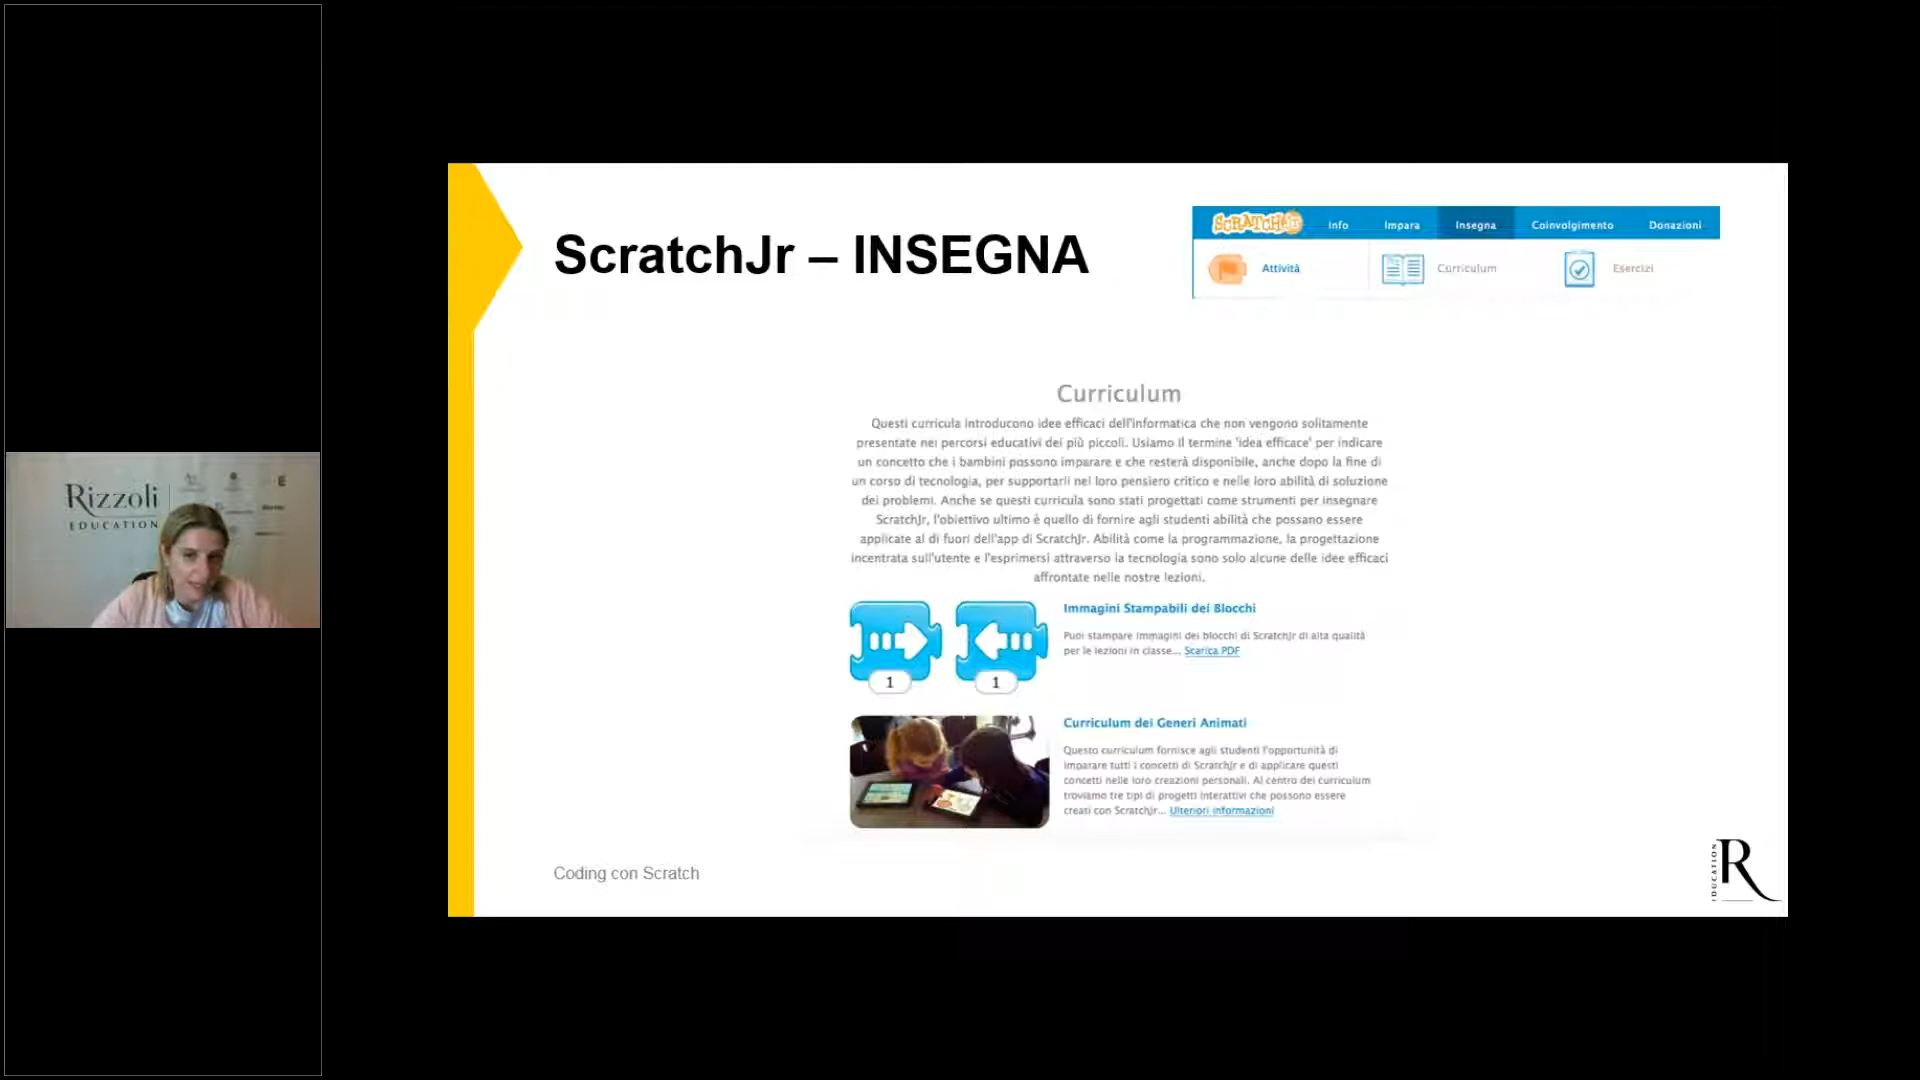 Rizzoli
EDUCATION
ScratchJr – INSEGNA
SCRATCHJr
Info
Impara
Insegna
Coinvolgimento
Donazioni
Attività
Curriculum
Esercizi
Curriculum
Questi curricula introducono idee efficaci dell'informatica che non vengono solitamente
presentate nei percorsi educativi dei più piccoli. Usiamo il termine 'idea efficace' per indicare
un concetto che i bambini possono imparare e che resterà disponibile, anche dopo la fine di
un corso di tecnologia, per supportarli nel loro pensiero critico e nelle loro abilità di soluzione
dei problemi. Anche se questi curricula sono stati progettati come strumenti per insegnare
ScratchJr, l'obiettivo ultimo è quello di fornire agli studenti abilità che possano essere
applicate al di fuori dell'app di ScratchJr. Abilità come la programmazione, la progettazione
incentrata sull'utente e l'esprimersi attraverso la tecnologia sono solo alcune delle idee efficaci
affrontate nelle nostre lezioni.
1
1
Immagini Stampabili dei Blocchi
Puoi stampare immagini dei blocchi di ScratchJr di alta qualità
per le lezioni in classe... Scarica PDF
Curriculum dei Generi Animati
Questo curriculum fornisce agli studenti l'opportunità di
imparare tutti i concetti di ScratchJr e di applicare questi
concetti nelle loro creazioni personali. Al centro dei curriculum
troviamo tre tipi di progetti interattivi che possono essere
creati con ScratchJr... Ulteriori informazioni
Coding con Scratch
EDUCATION
R